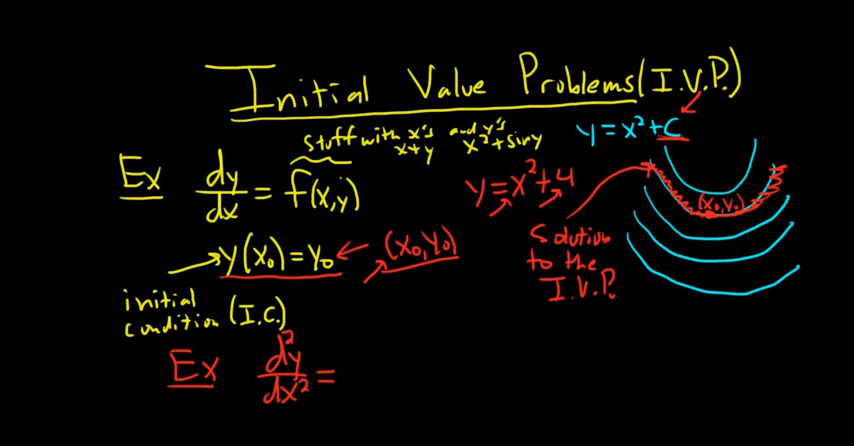 Initial Value Problems (I.V.P.)
stuff with x's and y's
x+y x²+siny
y = x² + C
Ex dy/dx = f(x,y)
y = x² + 4
(x₀,y₀)
y(x₀) = y₀
(x₀,y₀)
Solution
to the
I.V.P.
initial
condition (I.C.)
Ex d²y/dx² =